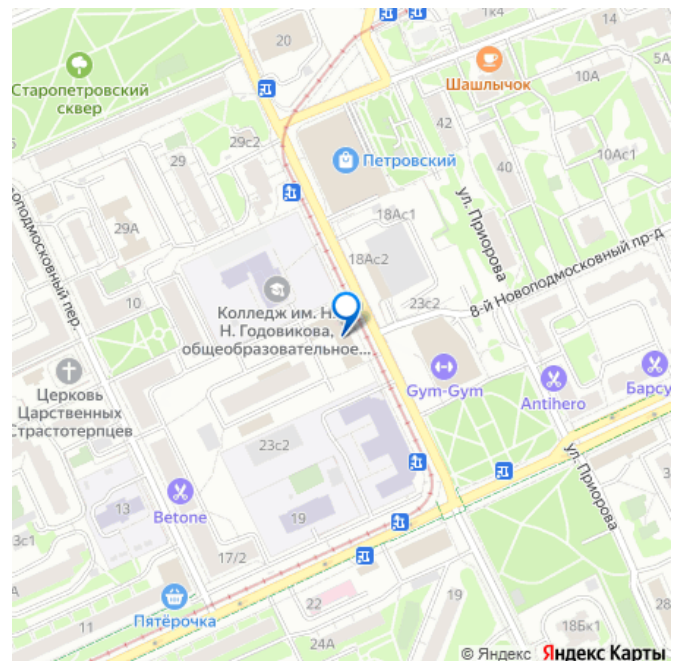 1к4
14
20
5А
Старопетровский
сквер
Шашлычок
10А
42
29с2
Петровский
10Ас1
29
40
18Ас1
ул. Приорова
29А
оподмосковный пер.
18Ас2
8-й Новоподмосковный пр-д
10
Колледж им. Н.
Н. Годовикова,
общеобразовательное...
23с2
Церковь
Царственных
Страстотерпцев
Gym-Gym
Antihero
Барсу
23с2
ул. Приорова
13
Betone
19
3с1
17/2
Пятёрочка
22
19
28
11
18Бк1
24А
© Яндекс Яндекс Карты